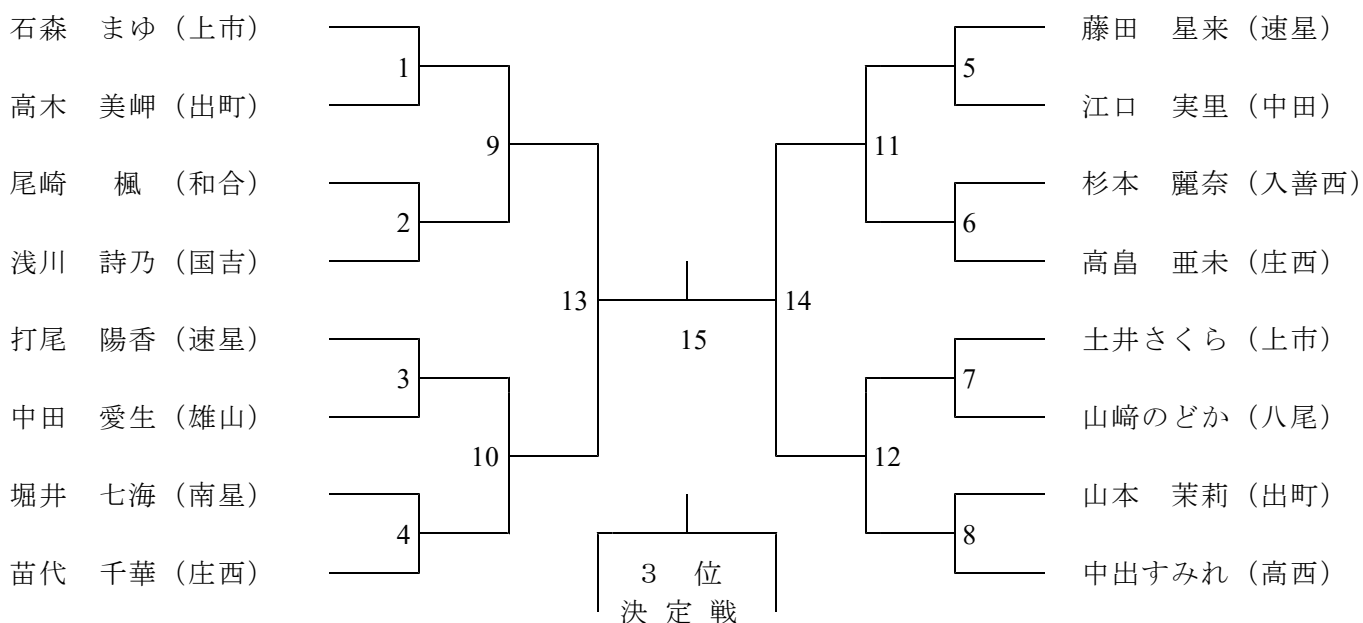 石森　まゆ（上市）
1
高木　美岬（出町）
9
尾崎　楓　（和合）
2
浅川　詩乃（国吉）
13
打尾　陽香（速星）
3
中田　愛生（雄山）
10
堀井　七海（南星）
4
苗代　千華（庄西）
15
３　位
決 定 戦
藤田　星来（速星）
5
江口　実里（中田）
11
杉本　麗奈（入善西）
6
高畠　亜未（庄西）
14
土井さくら（上市）
7
山﨑のどか（八尾）
12
山本　茉莉（出町）
8
中出すみれ（高西）